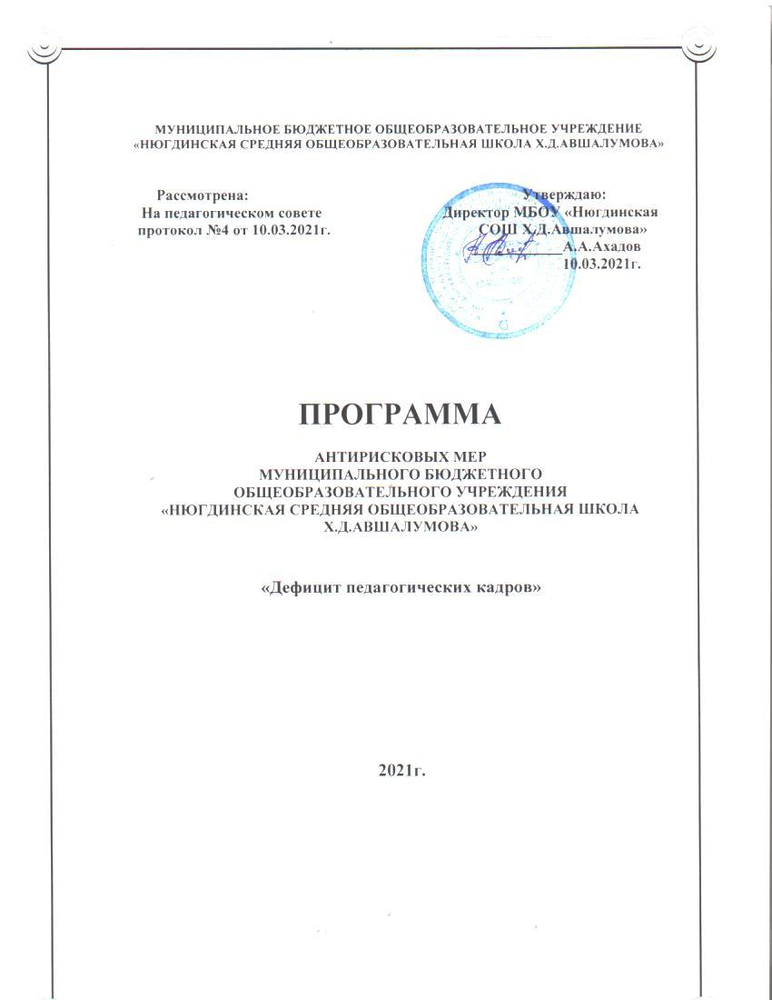 МУНИЦИПАЛЬНОЕ БЮДЖЕТНОЕ ОБЩЕОБРАЗОВАТЕЛЬНОЕ УЧРЕЖДЕНИЕ
«НЮГДИНСКАЯ СРЕДНЯЯ ОБЩЕОБРАЗОВАТЕЛЬНАЯ ШКОЛА Х.Д.АВШАЛУМОВА»
Рассмотрена:
На педагогическом совете
протокол №4 от 10.03.2021г.
Утверждаю:
Директор МБОУ «Нюгдинская
СОШ Х.Д.Авшалумова»
А.А.Ахадов
10.03.2021г.
ПРОГРАММА
АНТИРИСКОВЫХ МЕР
МУНИЦИПАЛЬНОГО БЮДЖЕТНОГО
ОБЩЕОБРАЗОВАТЕЛЬНОГО УЧРЕЖДЕНИЯ
«НЮГДИНСКАЯ СРЕДНЯЯ ОБЩЕОБРАЗОВАТЕЛЬНАЯ ШКОЛА
Х.Д.АВШАЛУМОВА»
«Дефицит педагогических кадров»
2021г.